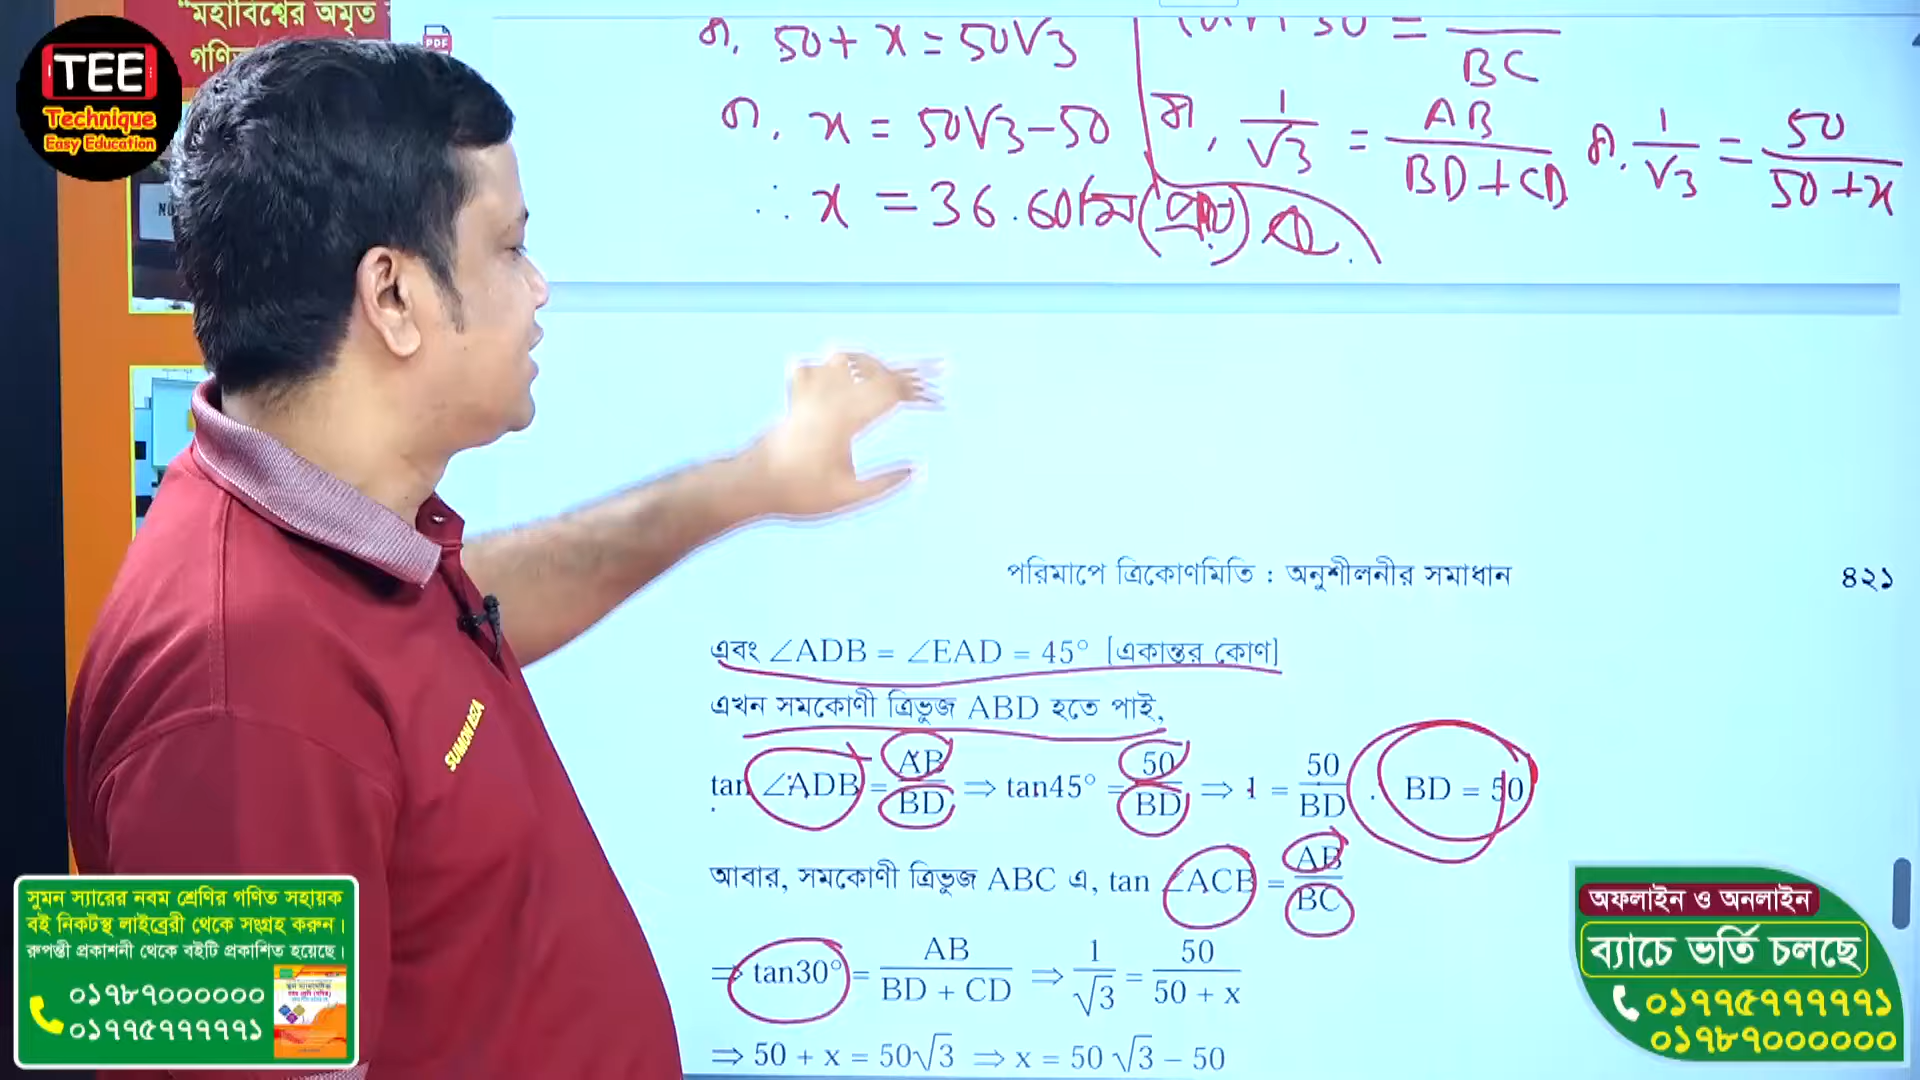 "মহাবিশ্বের অমৃত
গণি
TEE
Technique
Easy Education
PDF
বা, 50 + x = 50√3
বা, x = 50√3 − 50
∴ x = 36.60 মি (প্রায়)
BC
বা, 1/√3 = AB/(BD + CD)
বা, 1/√3 = 50/(50 + x)
পরিমাপে ত্রিকোণমিতি : অনুশীলনীর সমাধান ৪২১
এবং ∠ADB = ∠EAD = 45° [একান্তর কোণ]
এখন সমকোণী ত্রিভুজ ABD হতে পাই,
tan ∠ADB = AB/BD ⇒ tan45° = 50/BD ⇒ 1 = 50/BD ∴ BD = 50
আবার, সমকোণী ত্রিভুজ ABC এ, tan ∠ACB = AB/BC
⇒ tan30° = AB/(BD + CD) ⇒ 1/√3 = 50/(50 + x)
⇒ 50 + x = 50√3 ⇒ x = 50√3 − 50
সুমন স্যারের নবম শ্রেণির গণিত সহায়ক
বই নিকটস্থ লাইব্রেরী থেকে সংগ্রহ করুন।
রুপন্তী প্রকাশনী থেকে বইটি প্রকাশিত হয়েছে।
০১৭৮৭০০০০০০
০১৭৭৫৭৭৭৭৭১
অফলাইন ও অনলাইন
ব্যাচে ভর্তি চলছে
০১৭৭৫৭৭৭৭৭১
০১৭৮৭০০০০০০